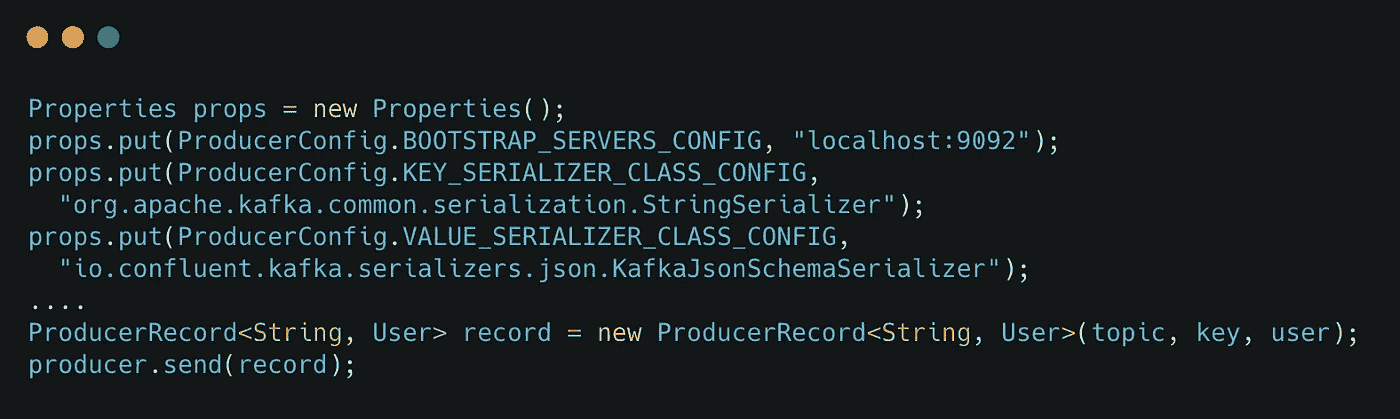 Properties props = new Properties();
props.put(ProducerConfig.BOOTSTRAP_SERVERS_CONFIG, "localhost:9092");
props.put(ProducerConfig.KEY_SERIALIZER_CLASS_CONFIG,
  "org.apache.kafka.common.serialization.StringSerializer");
props.put(ProducerConfig.VALUE_SERIALIZER_CLASS_CONFIG,
  "io.confluent.kafka.serializers.json.KafkaJsonSchemaSerializer");
....
ProducerRecord<String, User> record = new ProducerRecord<String, User>(topic, key, user);
producer.send(record);